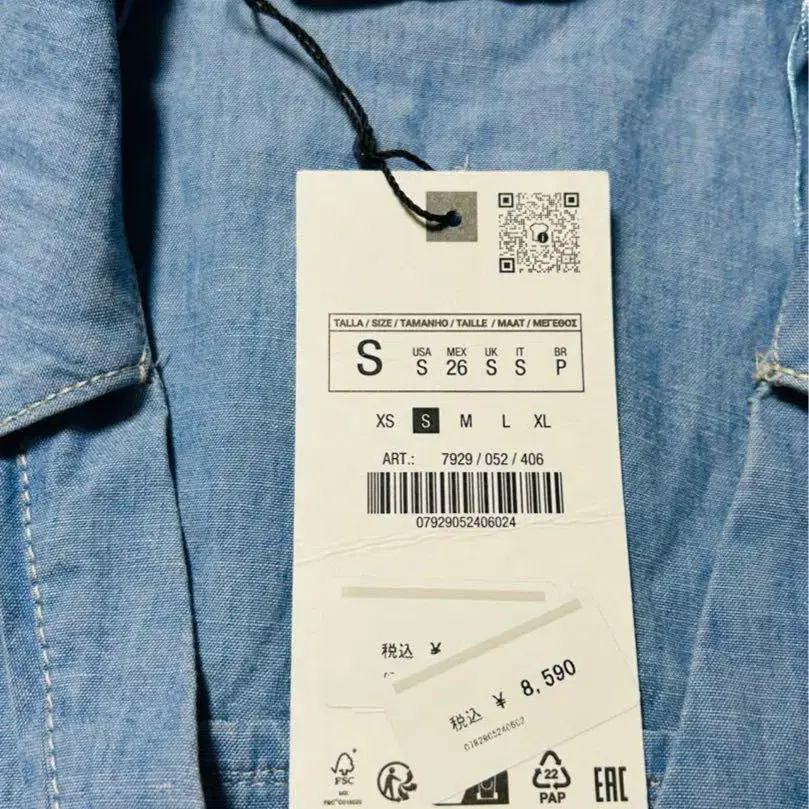 TALLA / SIZE / TAMANHO / TAILLE / MAAT / ΜΕΓΕΘΟΣ
S USA S MEX 26 UK S IT S BR P
XS S M L XL
ART.: 7929 / 052 / 406
07929052406024
税込 ¥
税込 ¥ 8,590
FSC
MIX
22
PAP
EAC